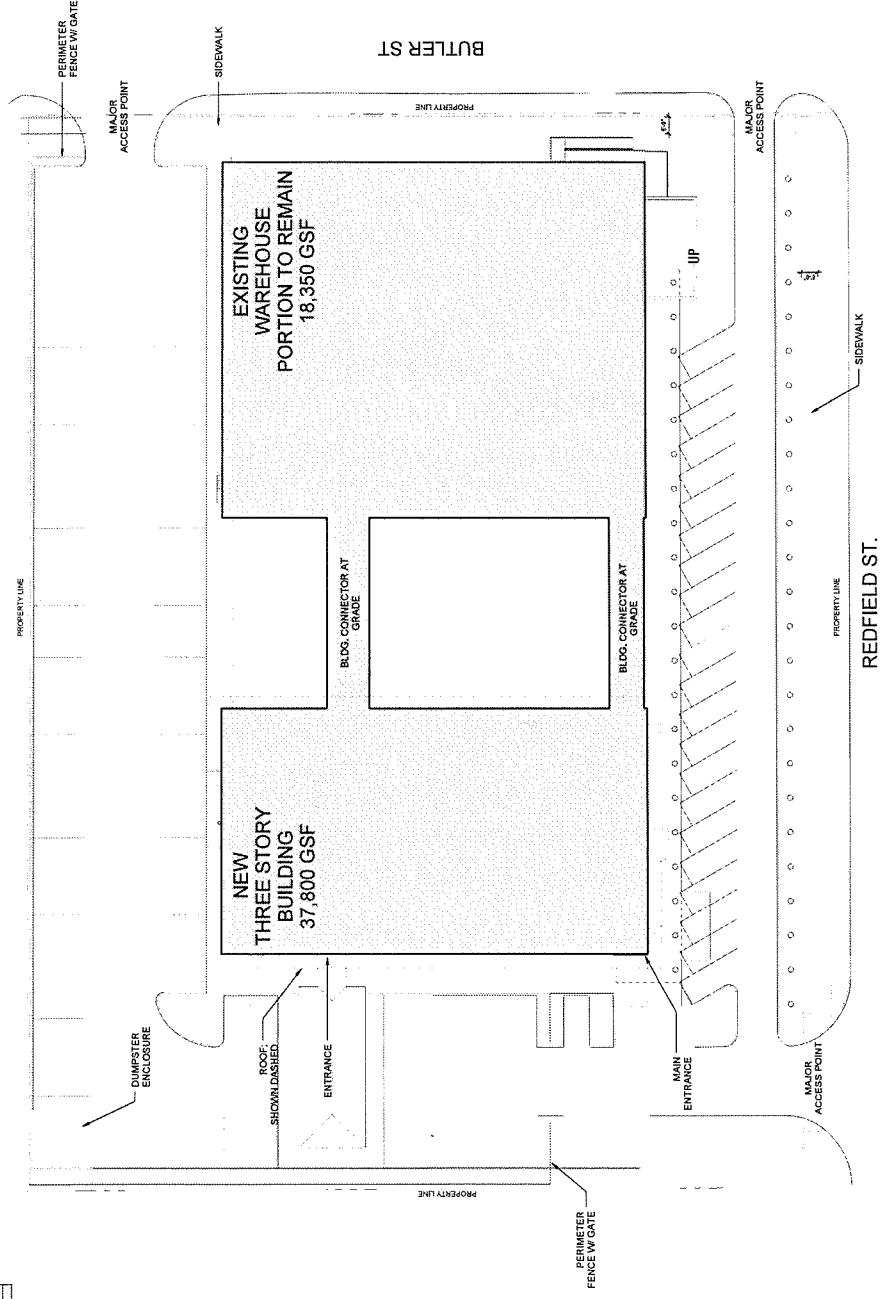 PERIMETER
FENCE W/ GATE
BUTLER ST
SIDEWALK
MAJOR
ACCESS POINT
PROPERTY LINE
MAJOR
ACCESS POINT
PROPERTY LINE
EXISTING
WAREHOUSE
PORTION TO REMAIN
18,350 GSF
UP
SIDEWALK
BLDG. CONNECTOR AT
GRADE
BLDG. CONNECTOR AT
GRADE
PROPERTY LINE
REDFIELD ST.
NEW
THREE STORY
BUILDING
37,800 GSF
DUMPSTER
ENCLOSURE
ROOF,
SHOWN DASHED
ENTRANCE
MAIN
ENTRANCE
MAJOR
ACCESS POINT
PROPERTY LINE
PERIMETER
FENCE W/ GATE